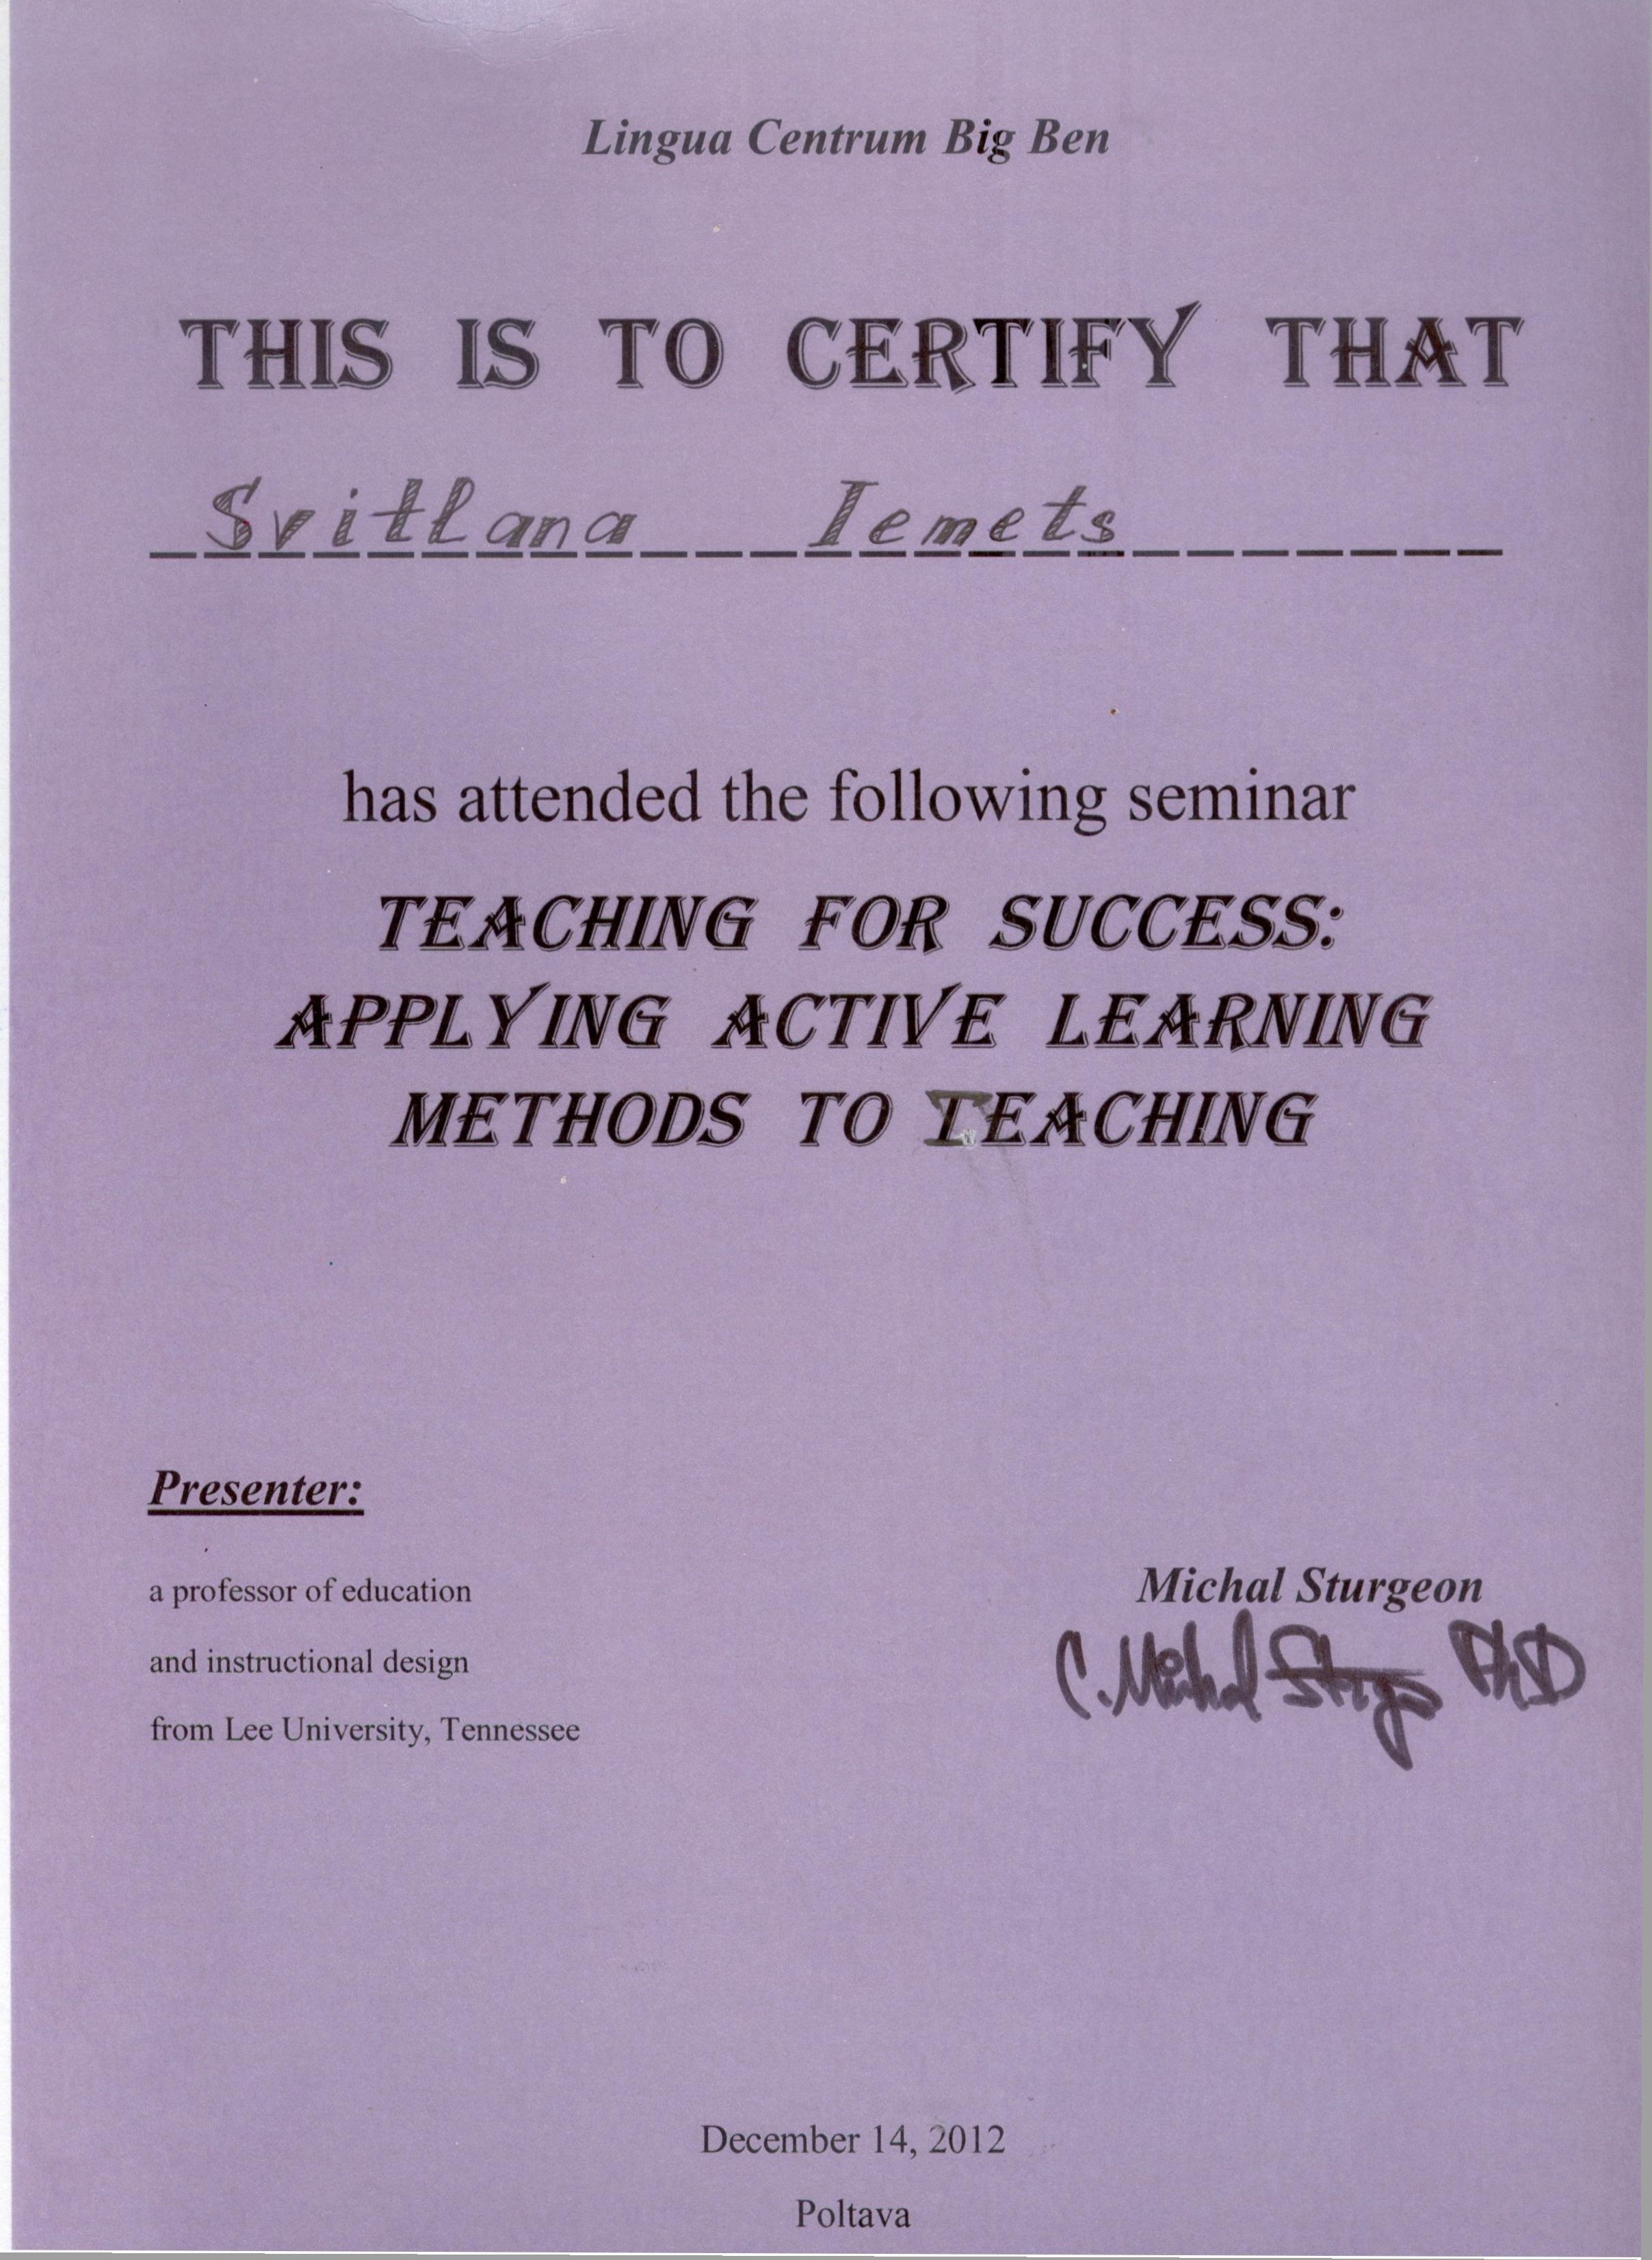 Lingua Centrum Big Ben
THIS IS TO CERTIFY THAT
Svitlana Iemets
has attended the following seminar
TEACHING FOR SUCCESS:
APPLYING ACTIVE LEARNING
METHODS TO TEACHING
Presenter:
a professor of education
and instructional design
from Lee University, Tennessee
Michal Sturgeon
C. Michal Sturgeon PhD
December 14, 2012
Poltava